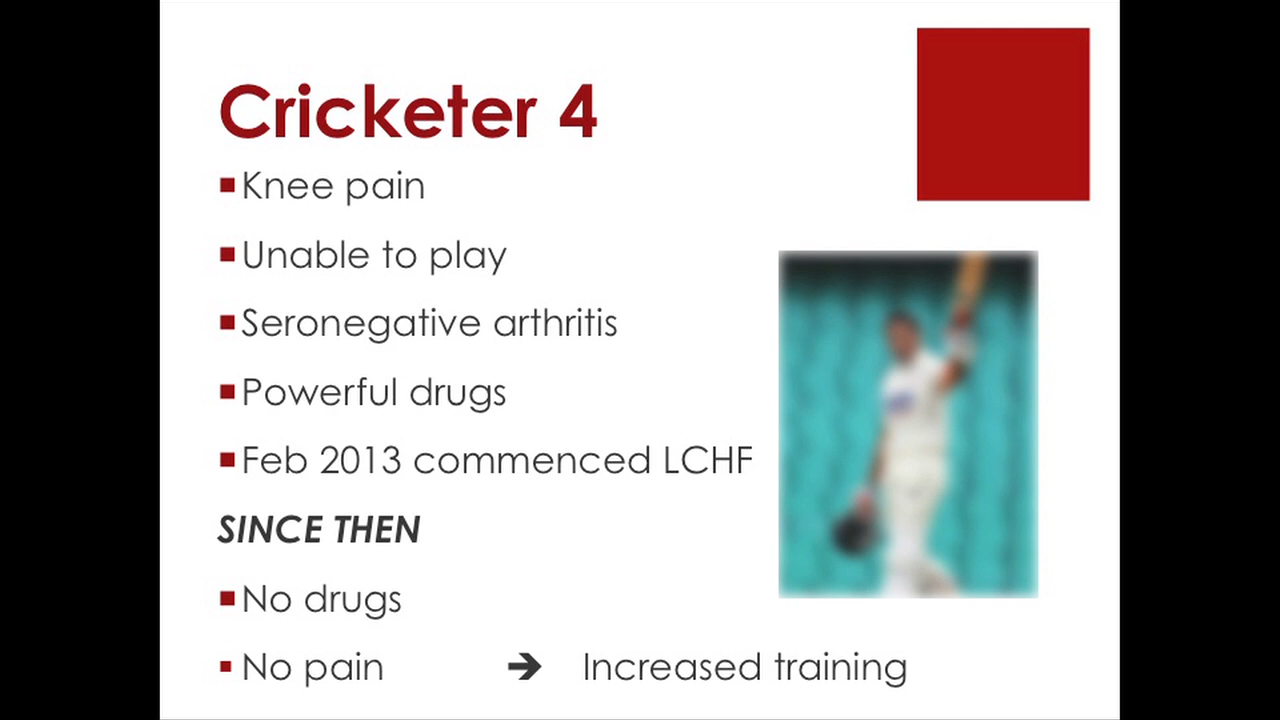 Cricketer 4
Knee pain
Unable to play
Seronegative arthritis
Powerful drugs
Feb 2013 commenced LCHF
SINCE THEN
No drugs
No pain ➔ Increased training